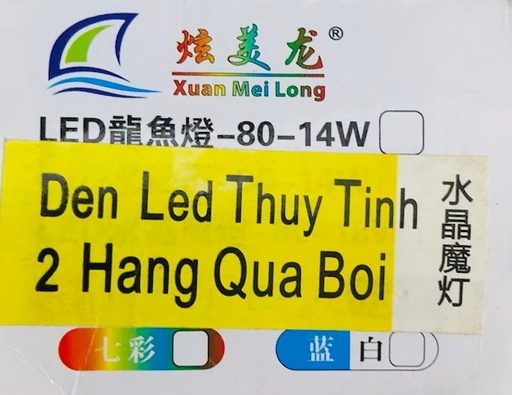 炫美龙®
Xuan Mei Long
LED龍魚燈-80-14W
Den Led Thuy Tinh
2 Hang Qua Boi
水晶魔灯
七彩
蓝 白